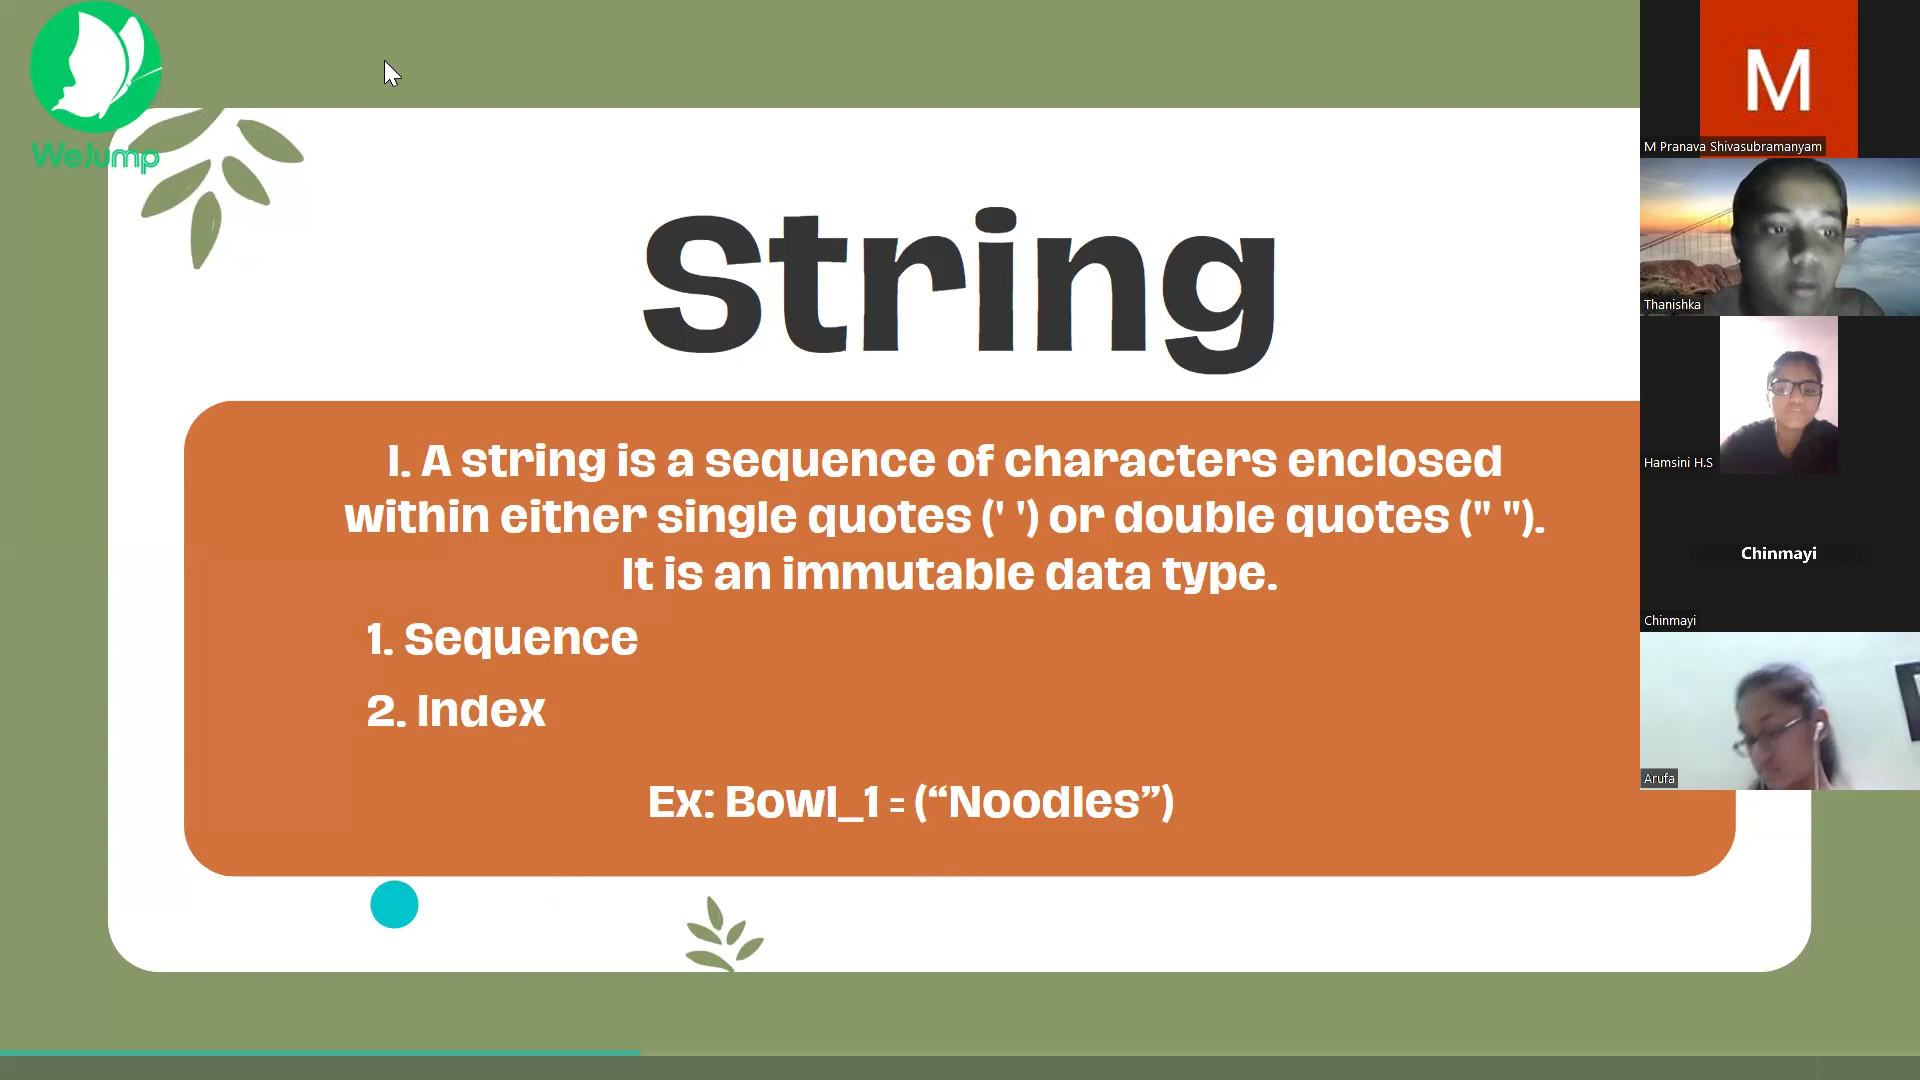 WeJump
String
I. A string is a sequence of characters enclosed
within either single quotes (' ') or double quotes (" ").
It is an immutable data type.
1. Sequence
2. Index
Ex: Bowl_1 = (“Noodles”)
M
M Pranava Shivasubramanyam
Thanishka
Hamsini H.S
Chinmayi
Chinmayi
Arufa